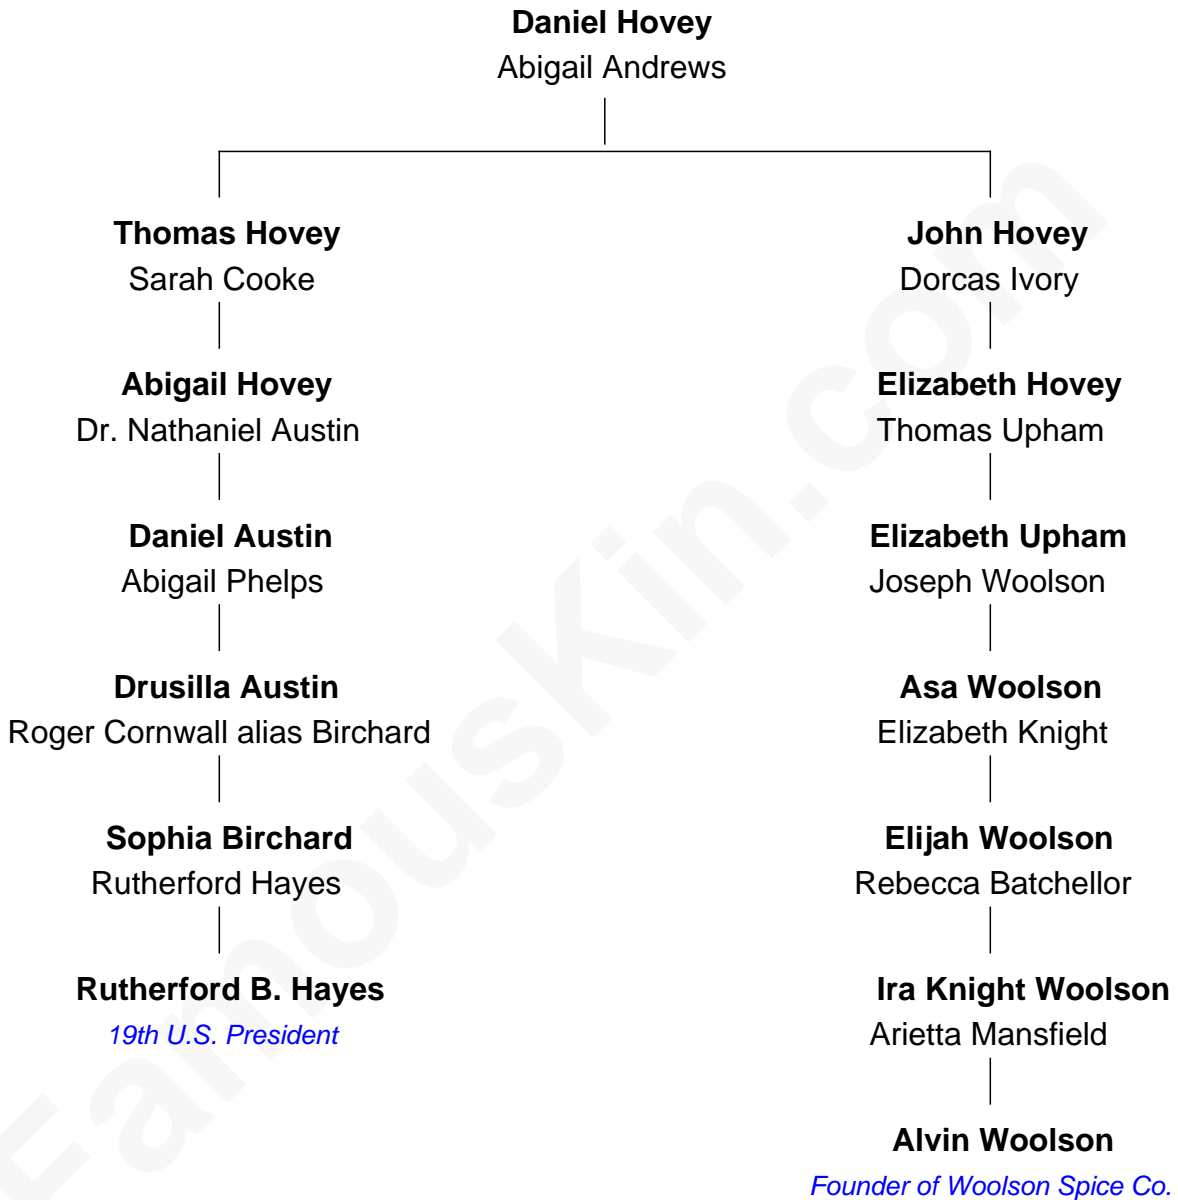 Daniel Hovey
Abigail Andrews
Thomas Hovey
Sarah Cooke
Abigail Hovey
Dr. Nathaniel Austin
Daniel Austin
Abigail Phelps
Drusilla Austin
Roger Cornwall alias Birchard
Sophia Birchard
Rutherford Hayes
Rutherford B. Hayes
19th U.S. President
John Hovey
Dorcas Ivory
Elizabeth Hovey
Thomas Upham
Elizabeth Upham
Joseph Woolson
Asa Woolson
Elizabeth Knight
Elijah Woolson
Rebecca Batchellor
Ira Knight Woolson
Arietta Mansfield
Alvin Woolson
Founder of Woolson Spice Co.
FamousKin.com